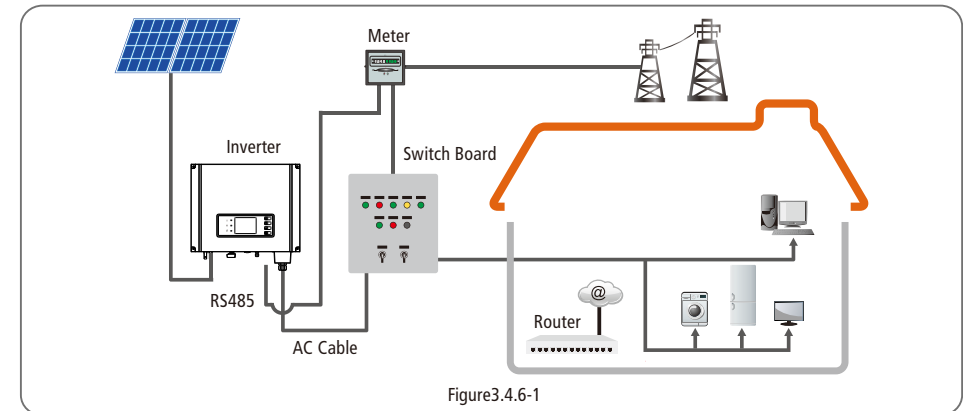 Meter
Inverter
Switch Board
RS485
AC Cable
@
Router
Figure3.4.6-1